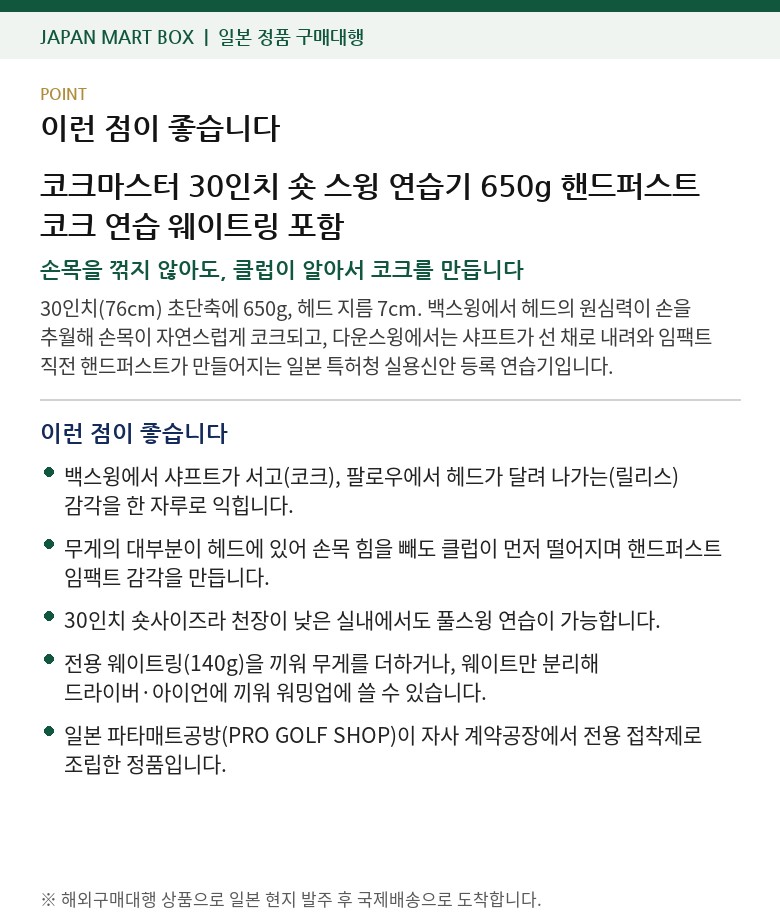 JAPAN MART BOX | 일본 정품 구매대행
POINT
이런 점이 좋습니다
코크마스터 30인치 숏 스윙 연습기 650g 핸드퍼스트
코크 연습 웨이트링 포함
손목을 꺾지 않아도, 클럽이 알아서 코크를 만듭니다
30인치(76cm) 초단축에 650g, 헤드 지름 7cm. 백스윙에서 헤드의 원심력이 손을
추월해 손목이 자연스럽게 코크되고, 다운스윙에서는 샤프트가 선 채로 내려와 임팩트
직전 핸드퍼스트가 만들어지는 일본 특허청 실용신안 등록 연습기입니다.
이런 점이 좋습니다
● 백스윙에서 샤프트가 서고(코크), 팔로우에서 헤드가 달려 나가는(릴리스)
감각을 한 자루로 익힙니다.
● 무게의 대부분이 헤드에 있어 손목 힘을 빼도 클럽이 먼저 떨어지며 핸드퍼스트
임팩트 감각을 만듭니다.
● 30인치 숏사이즈라 천장이 낮은 실내에서도 풀스윙 연습이 가능합니다.
● 전용 웨이트링(140g)을 끼워 무게를 더하거나, 웨이트만 분리해
드라이버·아이언에 끼워 워밍업에 쓸 수 있습니다.
● 일본 파타매트공방(PRO GOLF SHOP)이 자사 계약공장에서 전용 접착제로
조립한 정품입니다.
※ 해외구매대행 상품으로 일본 현지 발주 후 국제배송으로 도착합니다.